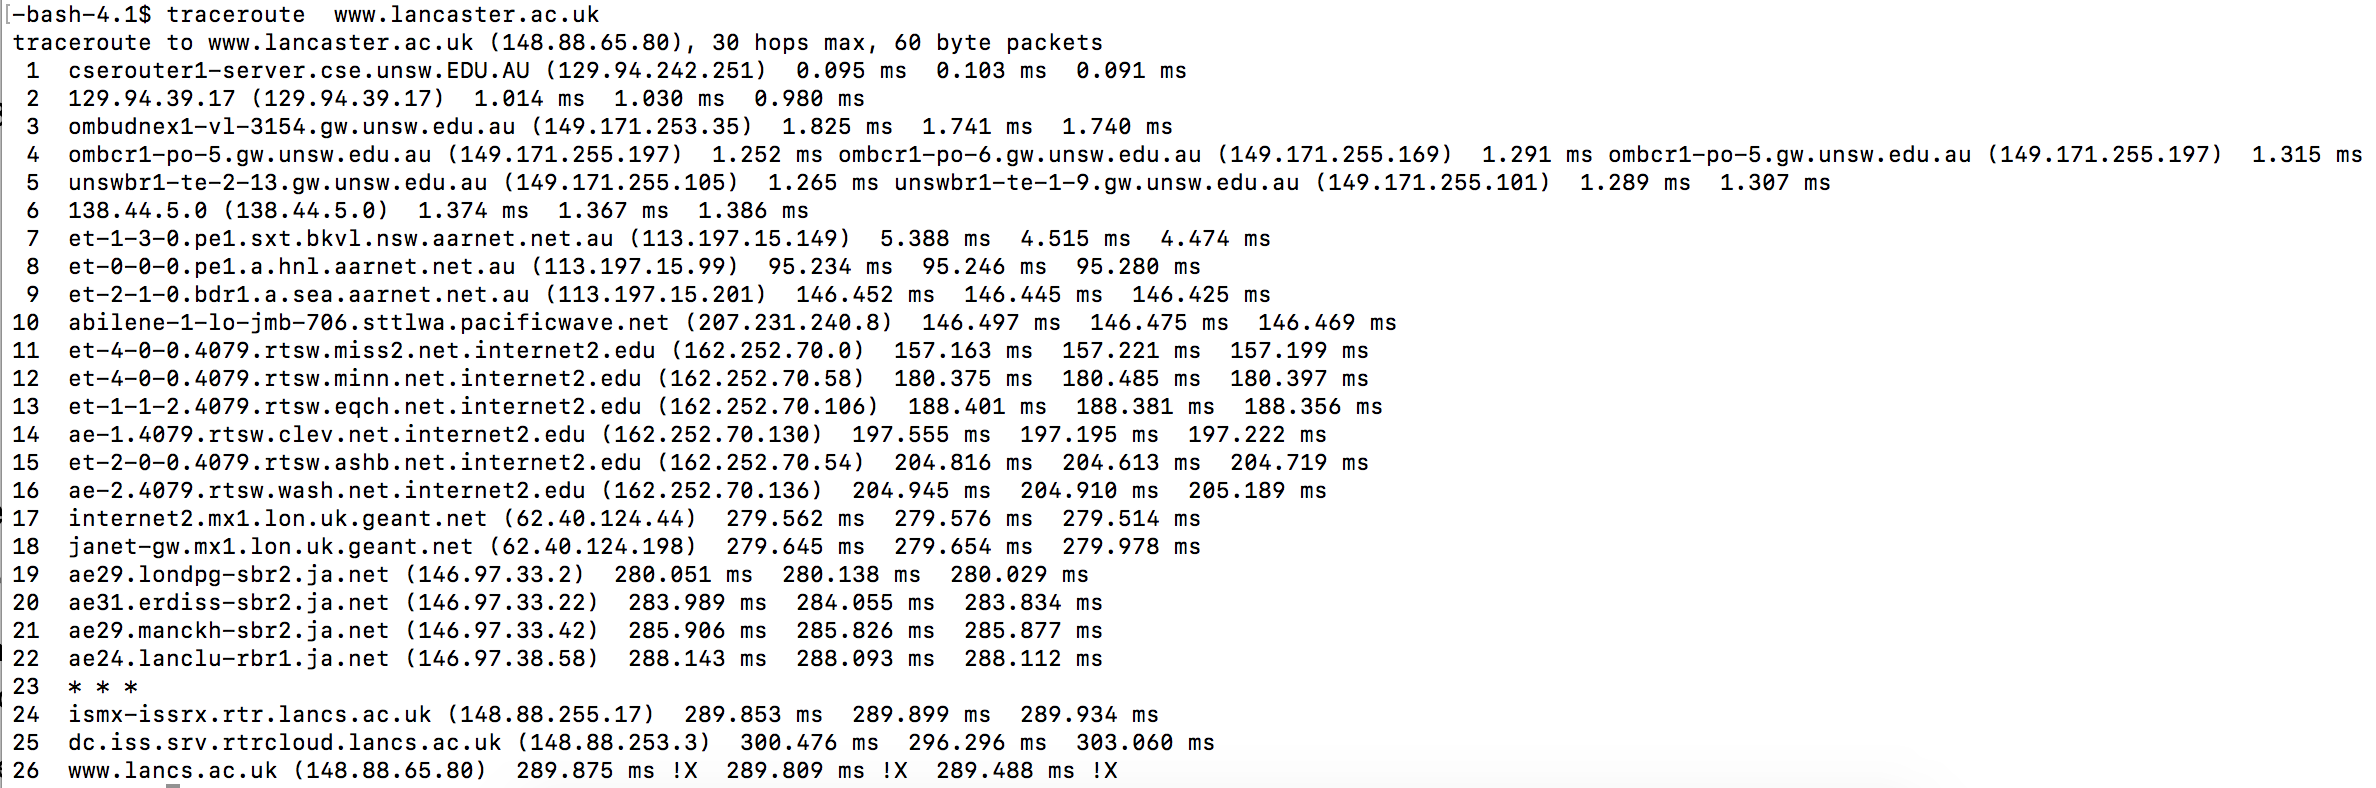 [-bash-4.1$ traceroute  www.lancaster.ac.uk
traceroute to www.lancaster.ac.uk (148.88.65.80), 30 hops max, 60 byte packets
 1  cserouter1-server.cse.unsw.EDU.AU (129.94.242.251)  0.095 ms  0.103 ms  0.091 ms
 2  129.94.39.17 (129.94.39.17)  1.014 ms  1.030 ms  0.980 ms
 3  ombudnex1-vl-3154.gw.unsw.edu.au (149.171.253.35)  1.825 ms  1.741 ms  1.740 ms
 4  ombcr1-po-5.gw.unsw.edu.au (149.171.255.197)  1.252 ms ombcr1-po-6.gw.unsw.edu.au (149.171.255.169)  1.291 ms ombcr1-po-5.gw.unsw.edu.au (149.171.255.197)  1.315 ms
 5  unswbr1-te-2-13.gw.unsw.edu.au (149.171.255.105)  1.265 ms unswbr1-te-1-9.gw.unsw.edu.au (149.171.255.101)  1.289 ms  1.307 ms
 6  138.44.5.0 (138.44.5.0)  1.374 ms  1.367 ms  1.386 ms
 7  et-1-3-0.pe1.sxt.bkvl.nsw.aarnet.net.au (113.197.15.149)  5.388 ms  4.515 ms  4.474 ms
 8  et-0-0-0.pe1.a.hnl.aarnet.net.au (113.197.15.99)  95.234 ms  95.246 ms  95.280 ms
 9  et-2-1-0.bdr1.a.sea.aarnet.net.au (113.197.15.201)  146.452 ms  146.445 ms  146.425 ms
10  abilene-1-lo-jmb-706.sttlwa.pacificwave.net (207.231.240.8)  146.497 ms  146.475 ms  146.469 ms
11  et-4-0-0.4079.rtsw.miss2.net.internet2.edu (162.252.70.0)  157.163 ms  157.221 ms  157.199 ms
12  et-4-0-0.4079.rtsw.minn.net.internet2.edu (162.252.70.58)  180.375 ms  180.485 ms  180.397 ms
13  et-1-1-2.4079.rtsw.eqch.net.internet2.edu (162.252.70.106)  188.401 ms  188.381 ms  188.356 ms
14  ae-1.4079.rtsw.clev.net.internet2.edu (162.252.70.130)  197.555 ms  197.195 ms  197.222 ms
15  et-2-0-0.4079.rtsw.ashb.net.internet2.edu (162.252.70.54)  204.816 ms  204.613 ms  204.719 ms
16  ae-2.4079.rtsw.wash.net.internet2.edu (162.252.70.136)  204.945 ms  204.910 ms  205.189 ms
17  internet2.mx1.lon.uk.geant.net (62.40.124.44)  279.562 ms  279.576 ms  279.514 ms
18  janet-gw.mx1.lon.uk.geant.net (62.40.124.198)  279.645 ms  279.654 ms  279.978 ms
19  ae29.londpg-sbr2.ja.net (146.97.33.2)  280.051 ms  280.138 ms  280.029 ms
20  ae31.erdiss-sbr2.ja.net (146.97.33.22)  283.989 ms  284.055 ms  283.834 ms
21  ae29.manckh-sbr2.ja.net (146.97.33.42)  285.906 ms  285.826 ms  285.877 ms
22  ae24.lanclu-rbr1.ja.net (146.97.38.58)  288.143 ms  288.093 ms  288.112 ms
23  * * *
24  ismx-issrx.rtr.lancs.ac.uk (148.88.255.17)  289.853 ms  289.899 ms  289.934 ms
25  dc.iss.srv.rtrcloud.lancs.ac.uk (148.88.253.3)  300.476 ms  296.296 ms  303.060 ms
26  www.lancs.ac.uk (148.88.65.80)  289.875 ms !X  289.809 ms !X  289.488 ms !X